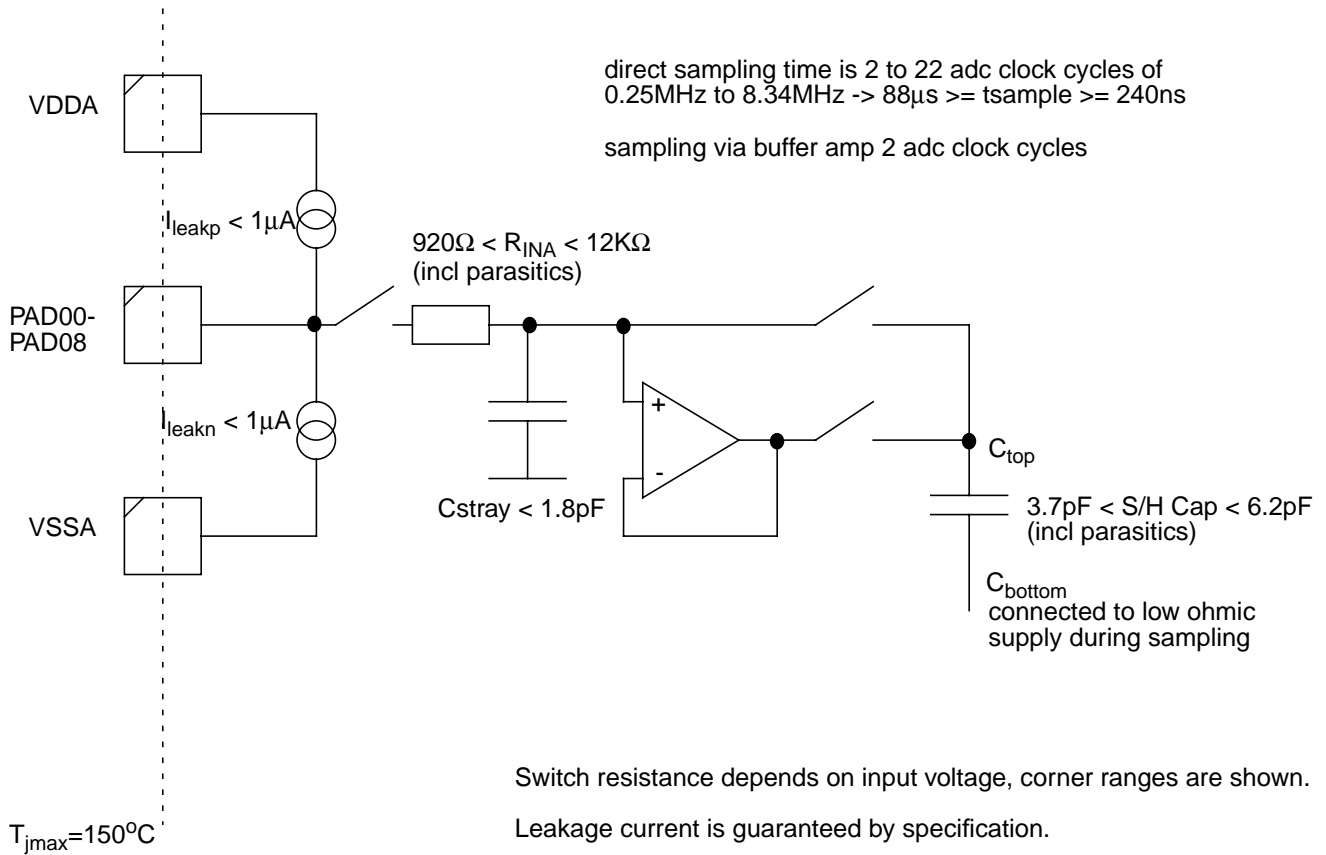 direct sampling time is 2 to 22 adc clock cycles of
0.25MHz to 8.34MHz -> 88μs >= tsample >= 240ns
sampling via buffer amp 2 adc clock cycles
VDDA
Ileakp < 1μA
920Ω < RINA < 12KΩ
(incl parasitics)
PAD00-
PAD08
+
-
Ileakn < 1μA
Ctop
Cstray < 1.8pF
3.7pF < S/H Cap < 6.2pF
(incl parasitics)
VSSA
Cbottom
connected to low ohmic
supply during sampling
Switch resistance depends on input voltage, corner ranges are shown.
Leakage current is guaranteed by specification.
Tjmax=150oC